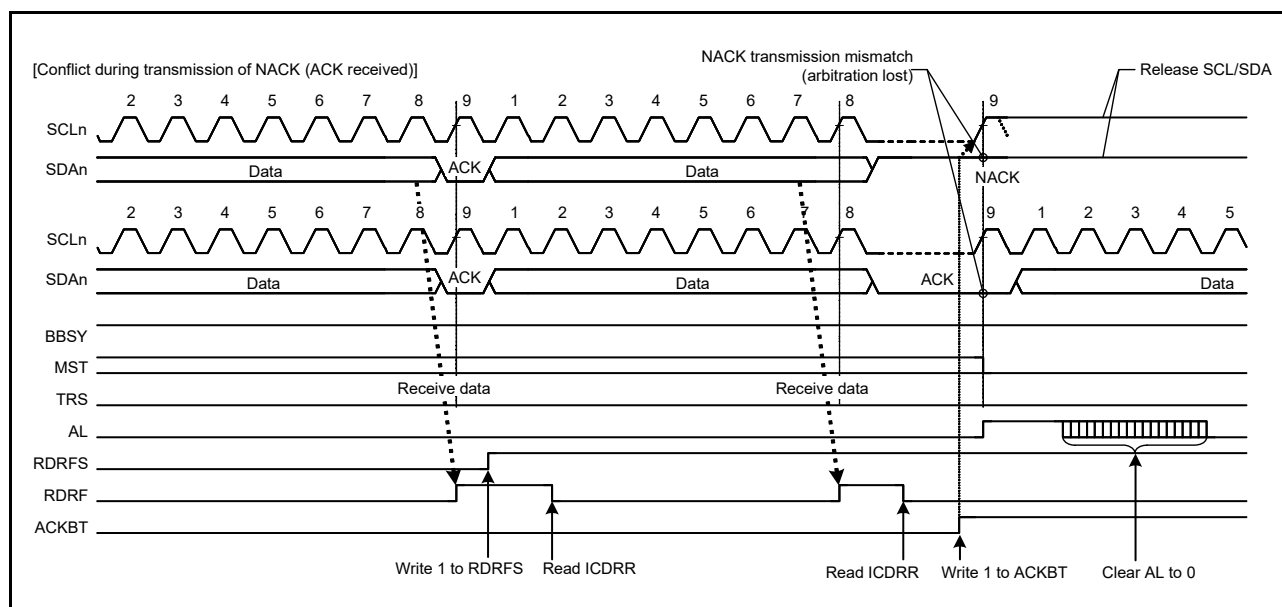 [Conflict during transmission of NACK (ACK received)]
NACK transmission mismatch
(arbitration lost)
Release SCL/SDA
2 3 4 5 6 7 8 9 1 2 3 4 5 6 7 8 9
SCLn
SDAn Data ACK Data NACK
2 3 4 5 6 7 8 9 1 2 3 4 5 6 7 8 9 1 2 3 4 5
SCLn
SDAn Data ACK Data ACK Data
BBSY
MST
Receive data Receive data
TRS
AL
RDRFS
RDRF
ACKBT
Write 1 to RDRFS Read ICDRR Read ICDRR Write 1 to ACKBT Clear AL to 0